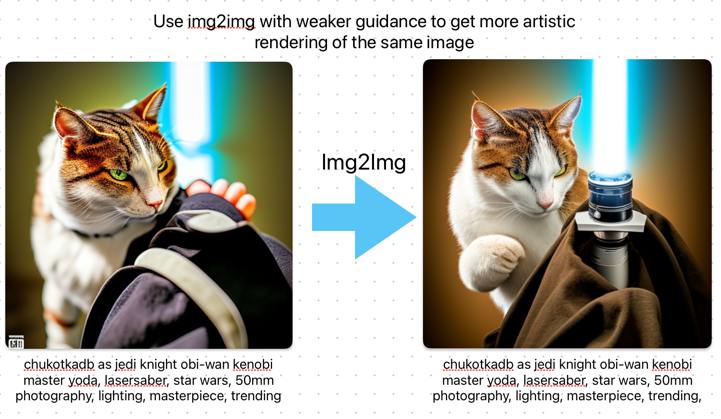 Use img2img with weaker guidance to get more artistic
rendering of the same image
Img2Img
chukotkadb as jedi knight obi-wan kenobi
master yoda, lasersaber, star wars, 50mm
photography, lighting, masterpiece, trending
chukotkadb as jedi knight obi-wan kenobi
master yoda, lasersaber, star wars, 50mm
photography, lighting, masterpiece, trending,